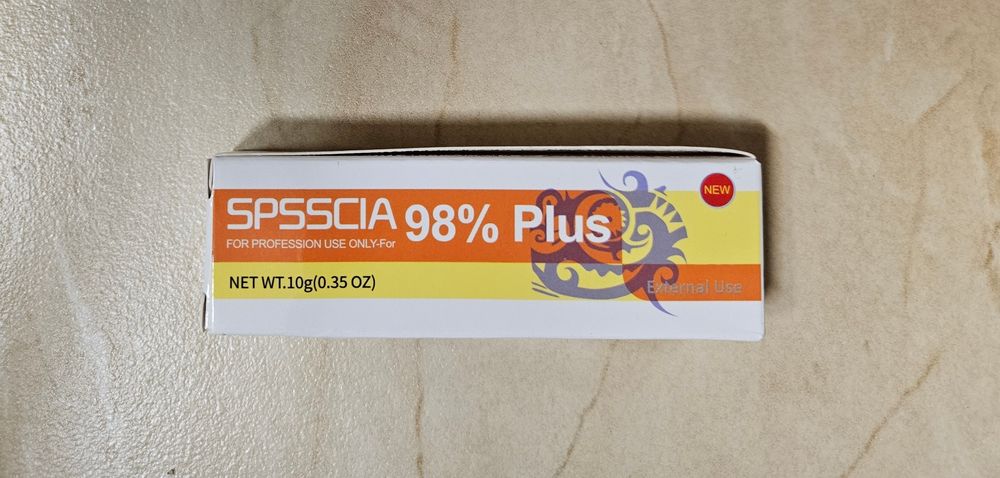 SPSSCIA 98% Plus
FOR PROFESSION USE ONLY-For
NEW
NET WT.10g(0.35 OZ)
External Use